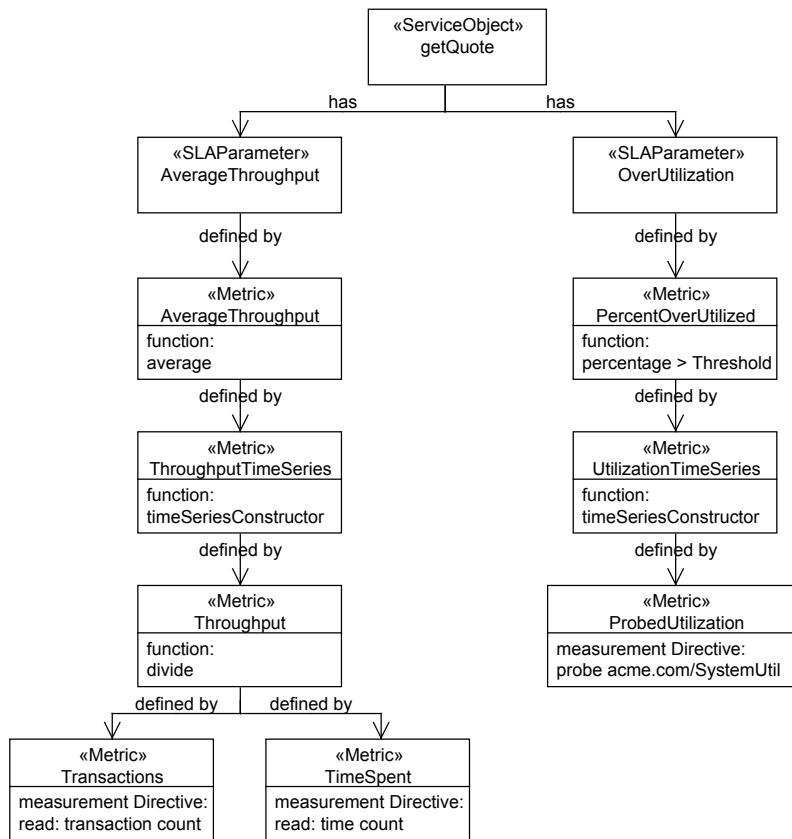 «ServiceObject»
getQuote
has
has
«SLAParameter»
AverageThroughput
«SLAParameter»
OverUtilization
defined by
defined by
«Metric»
AverageThroughput
function:
average
«Metric»
PercentOverUtilized
function:
percentage > Threshold
defined by
defined by
«Metric»
ThroughputTimeSeries
function:
timeSeriesConstructor
«Metric»
UtilizationTimeSeries
function:
timeSeriesConstructor
defined by
defined by
«Metric»
Throughput
function:
divide
«Metric»
ProbedUtilization
measurement Directive:
probe acme.com/SystemUtil
defined by
defined by
«Metric»
Transactions
measurement Directive:
read: transaction count
«Metric»
TimeSpent
measurement Directive:
read: time count